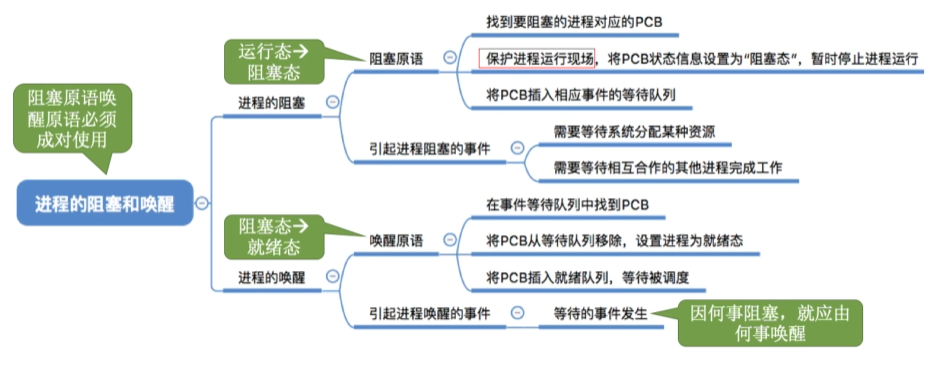 找到要阻塞的进程对应的PCB
运行态→
阻塞态
阻塞原语
保护进程运行现场，将PCB状态信息设置为“阻塞态”，暂时停止进程运行
将PCB插入相应事件的等待队列
进程的阻塞
阻塞原语唤
醒原语必须
成对使用
需要等待系统分配某种资源
引起进程阻塞的事件
需要等待相互合作的其他进程完成工作
进程的阻塞和唤醒
在事件等待队列中找到PCB
阻塞态→
就绪态
唤醒原语
将PCB从等待队列移除，设置进程为就绪态
进程的唤醒
将PCB插入就绪队列，等待被调度
引起进程唤醒的事件
等待的事件发生
因何事阻塞，就应由
何事唤醒